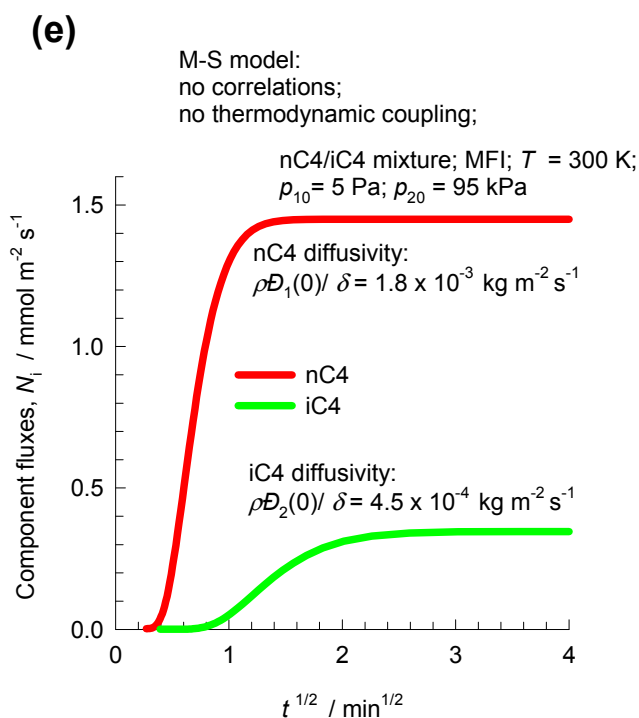 (e)
M-S model:
no correlations;
no thermodynamic coupling;
nC4/iC4 mixture; MFI; T = 300 K;
p10= 5 Pa; p20 = 95 kPa
1.5
nC4 diffusivity:
ρĐ1(0)/ δ = 1.8 x 10-3 kg m-2 s-1
Component fluxes, Ni / mmol m-2 s-1
1.0
nC4
iC4
0.5
iC4 diffusivity:
ρĐ2(0)/ δ = 4.5 x 10-4 kg m-2 s-1
0.0
0 1 2 3 4
t 1/2 / min1/2